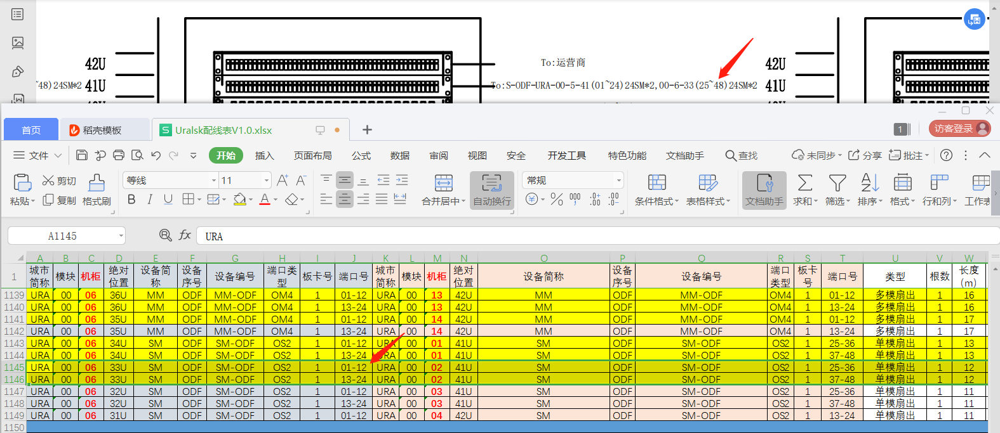 42U
To:运营商
42U
~48)24SM*2
41U
To:S-ODF-URA-00-5-41(01~24)24SM*2,00-6-33(25~48)24SM*2
41U
首页
稻壳模板
S Uralsk配线表V1.0.xlsx
1
访客登录
文件
开始
插入
页面布局
公式
数据
审阅
视图
安全
开发工具
特色功能
文档助手
查找
未同步
分享
批注
剪切
等线
11
常规
粘贴
复制
格式刷
合并居中
自动换行
条件格式
表格样式
文档助手
求和
筛选
排序
格式
行和列
工作表
A1145
fx
URA
A B C D E F G H I J K L M N O P Q R S T U V W
1 城市简称 模块 机柜 绝对位置 设备简称 设备序号 设备编号 端口类型 板卡号 端口号 城市简称 模块 机柜 绝对位置 设备简称 设备序号 设备编号 端口类型 板卡号 端口号 类型 根数 长度(m)
1139 URA 00 06 36U MM ODF MM-ODF OM4 1 01-12 URA 00 13 42U MM ODF MM-ODF OM4 1 01-12 多模扇出 1 16
1140 URA 00 06 36U MM ODF MM-ODF OM4 1 13-24 URA 00 13 42U MM ODF MM-ODF OM4 1 13-24 多模扇出 1 16
1141 URA 00 06 35U MM ODF MM-ODF OM4 1 01-12 URA 00 14 42U MM ODF MM-ODF OM4 1 01-12 多模扇出 1 17
1142 URA 00 06 35U MM ODF MM-ODF OM4 1 13-24 URA 00 14 42U MM ODF MM-ODF OM4 1 13-24 多模扇出 1 17
1143 URA 00 06 34U SM ODF SM-ODF OS2 1 01-12 URA 00 01 41U SM ODF SM-ODF OS2 1 25-36 单模扇出 1 13
1144 URA 00 06 34U SM ODF SM-ODF OS2 1 13-24 URA 00 01 41U SM ODF SM-ODF OS2 1 37-48 单模扇出 1 13
1145 URA 00 06 33U SM ODF SM-ODF OS2 1 01-12 URA 00 02 41U SM ODF SM-ODF OS2 1 25-36 单模扇出 1 12
1146 URA 00 06 33U SM ODF SM-ODF OS2 1 13-24 URA 00 02 41U SM ODF SM-ODF OS2 1 37-48 单模扇出 1 12
1147 URA 00 06 32U SM ODF SM-ODF OS2 1 01-12 URA 00 03 41U SM ODF SM-ODF OS2 1 25-36 单模扇出 1 11
1148 URA 00 06 32U SM ODF SM-ODF OS2 1 13-24 URA 00 03 41U SM ODF SM-ODF OS2 1 37-48 单模扇出 1 11
1149 URA 00 06 31U SM ODF SM-ODF OS2 1 01-12 URA 00 04 42U SM ODF SM-ODF OS2 1 13-24 单模扇出 1 11
1150